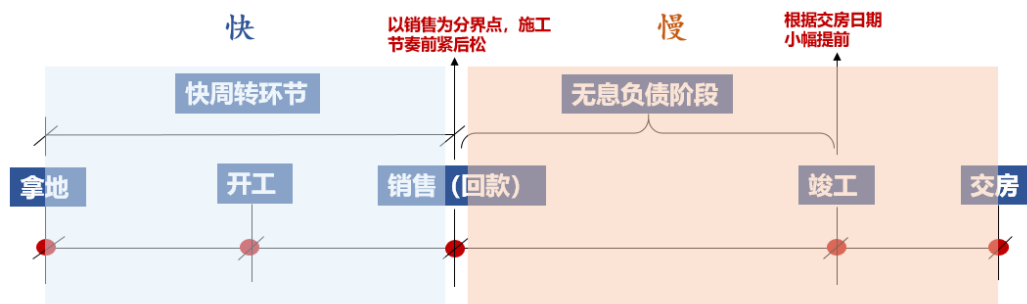 快
以销售为分界点，施工
节奏前紧后松
慢
根据交房日期
小幅提前
快周转环节
无息负债阶段
拿地
开工
销售（回款）
竣工
交房